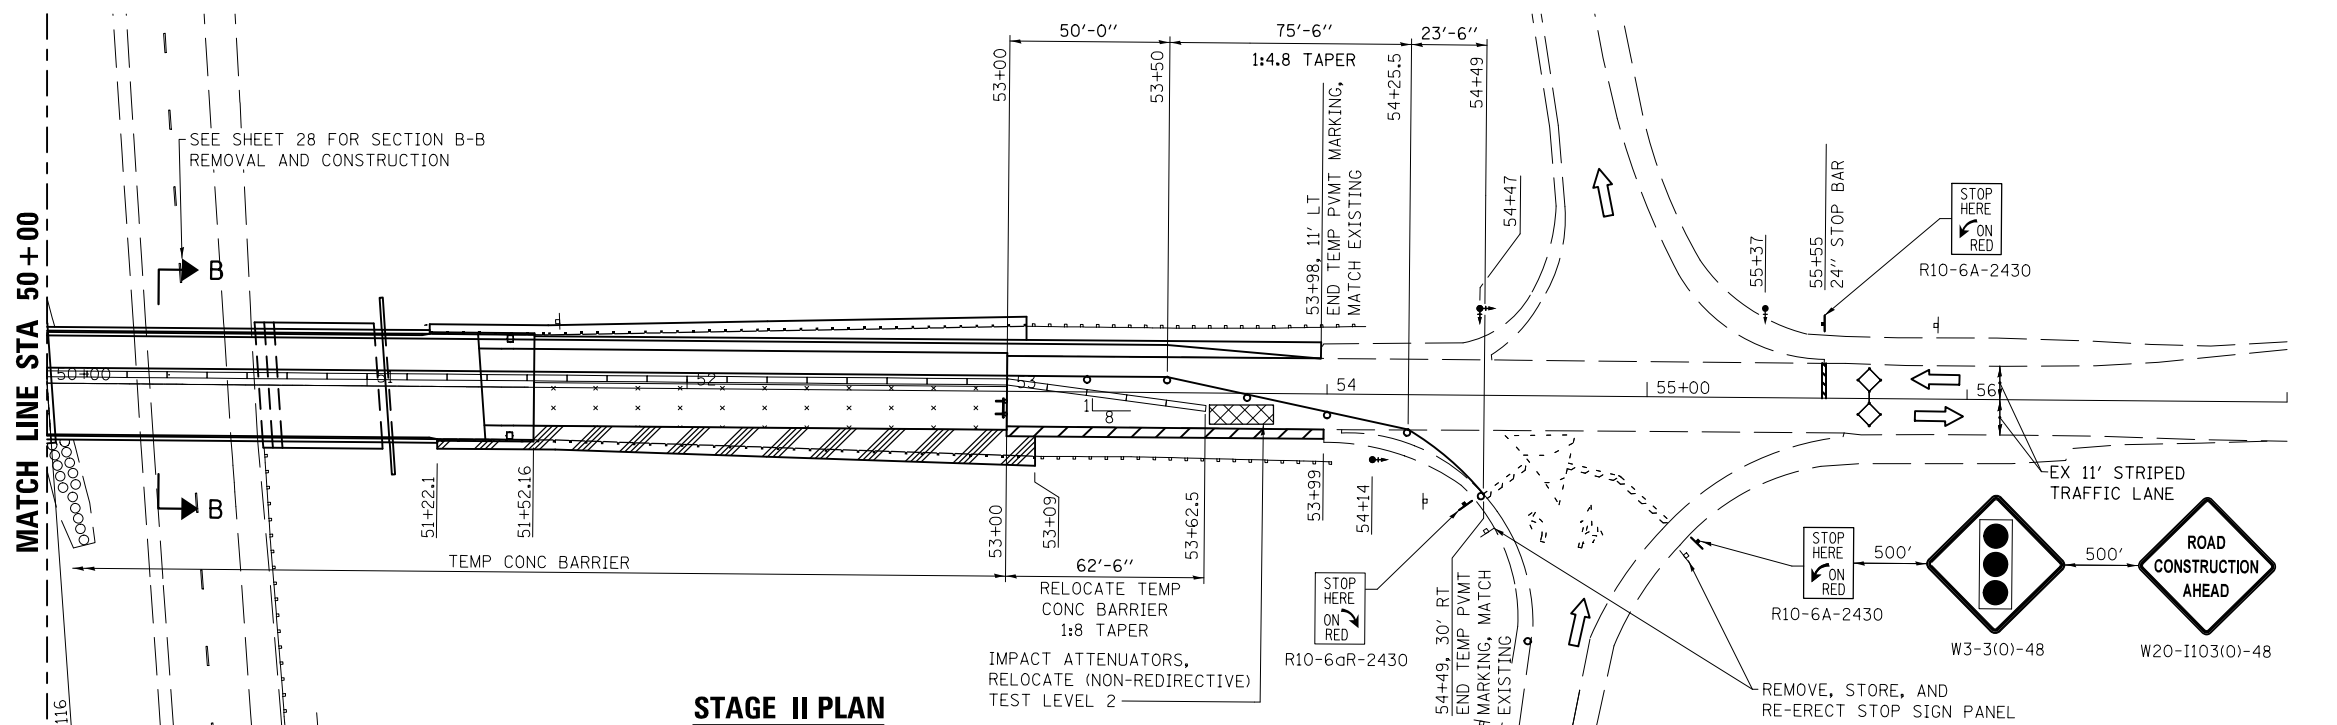 50'-0"
75'-6"
23'-6"
1:4.8 TAPER
53+00
53+50
54+25.5
54+49
53+98, 11' LT
END TEMP PVMT MARKING,
MATCH EXISTING
54+47
55+37
55+55
24" STOP BAR
STOP
HERE
ON
RED
R10-6A-2430
SEE SHEET 28 FOR SECTION B-B
REMOVAL AND CONSTRUCTION
MATCH LINE STA 50+00
B
B
50+00
51
52
53
54
55+00
56
1
8
51+22.1
51+52.16
53+00
53+09
53+62.5
53+99
54+14
TEMP CONC BARRIER
62'-6"
RELOCATE TEMP
CONC BARRIER
1:8 TAPER
IMPACT ATTENUATORS,
RELOCATE (NON-REDIRECTIVE)
TEST LEVEL 2
STOP
HERE
ON
RED
R10-6aR-2430
54+49, 30' RT
END TEMP PVMT
MARKING, MATCH
EXISTING
EX 11' STRIPED
TRAFFIC LANE
STOP
HERE
ON
RED
R10-6A-2430
500'
500'
W3-3(O)-48
ROAD
CONSTRUCTION
AHEAD
W20-I103(O)-48
REMOVE, STORE, AND
RE-ERECT STOP SIGN PANEL
116
STAGE II PLAN